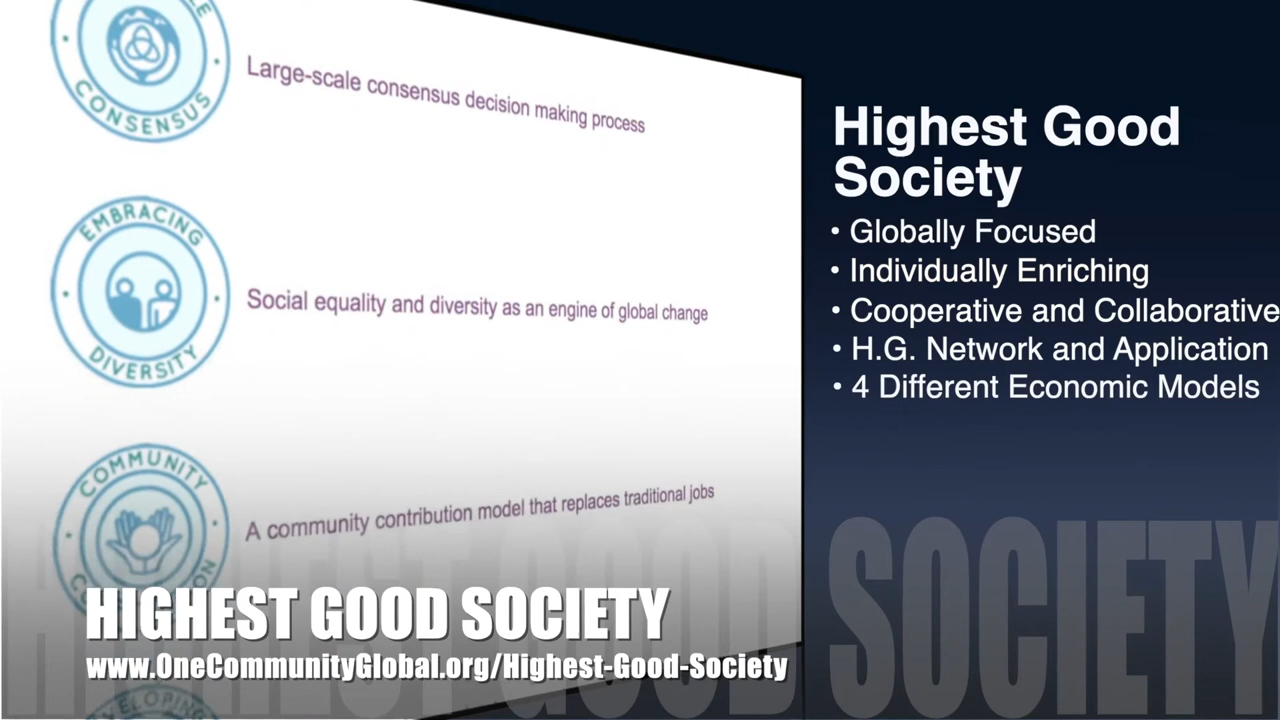 CONSENSUS
Large-scale consensus decision making process
EMBRACING
DIVERSITY
Social equality and diversity as an engine of global change
COMMUNITY
A community contribution model that replaces traditional jobs
Highest Good
Society
• Globally Focused
• Individually Enriching
• Cooperative and Collaborative
• H.G. Network and Application
• 4 Different Economic Models
HIGHEST GOOD SOCIETY
HIGHEST GOOD SOCIETY
www.OneCommunityGlobal.org/Highest-Good-Society